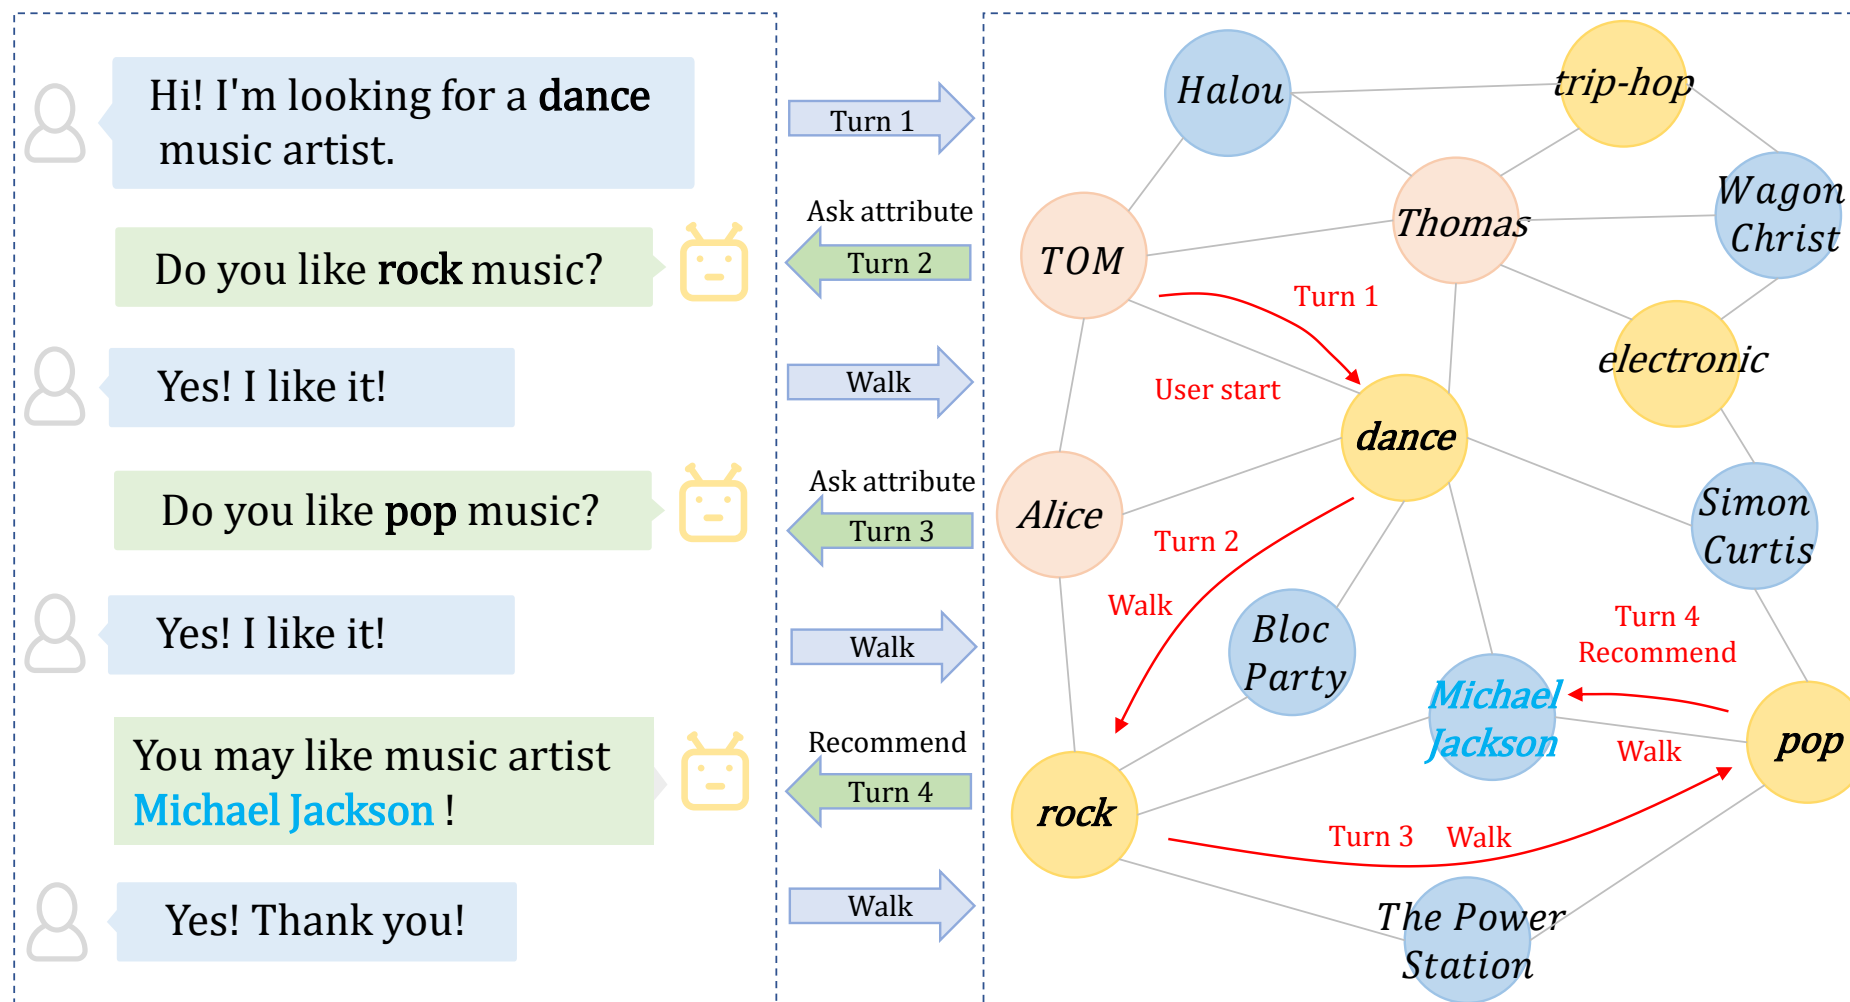 Hi! I'm looking for a dance
music artist.
Do you like rock music?
Yes! I like it!
Do you like pop music?
Yes! I like it!
You may like music artist
Michael Jackson !
Yes! Thank you!
Turn 1
Ask attribute
Turn 2
Walk
Ask attribute
Turn 3
Walk
Recommend
Turn 4
Walk
Halou
trip-hop
Wagon
Christ
Thomas
TOM
Turn 1
User start
electronic
dance
Alice
Simon
Curtis
Turn 2
Walk
Bloc
Party
Turn 4
Recommend
Michael
Jackson
Walk
pop
rock
Turn 3 Walk
The Power
Station